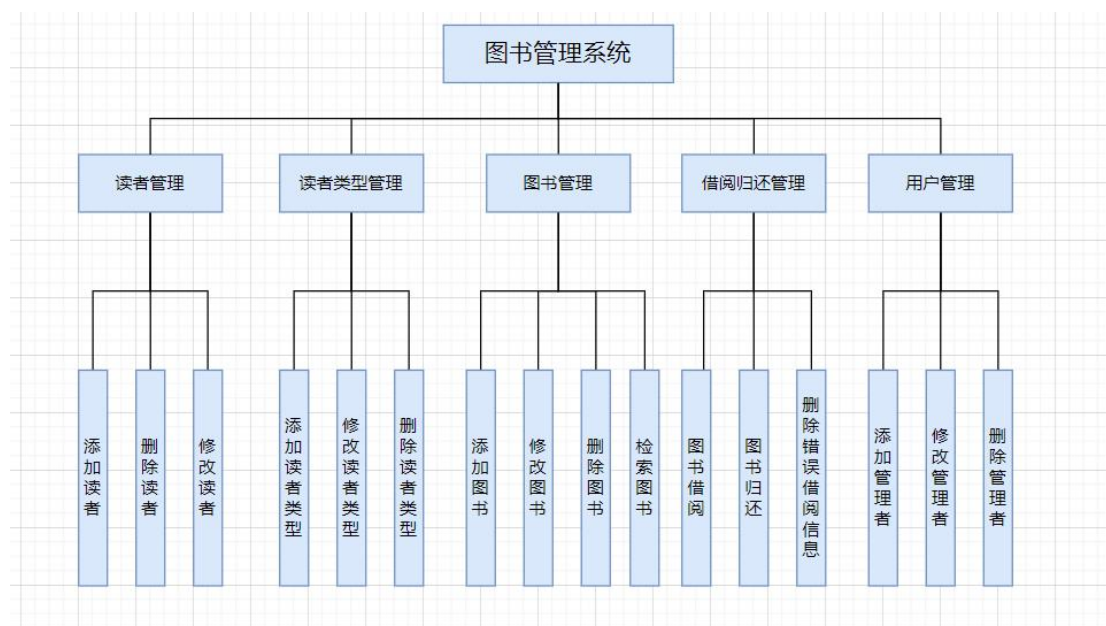 图书管理系统
读者管理
读者类型管理
图书管理
借阅归还管理
用户管理
添加读者
删除读者
修改读者
添加读者类型
修改读者类型
删除读者类型
添加图书
修改图书
删除图书
检索图书
图书借阅
图书归还
删除错误借阅信息
添加管理者
修改管理者
删除管理者